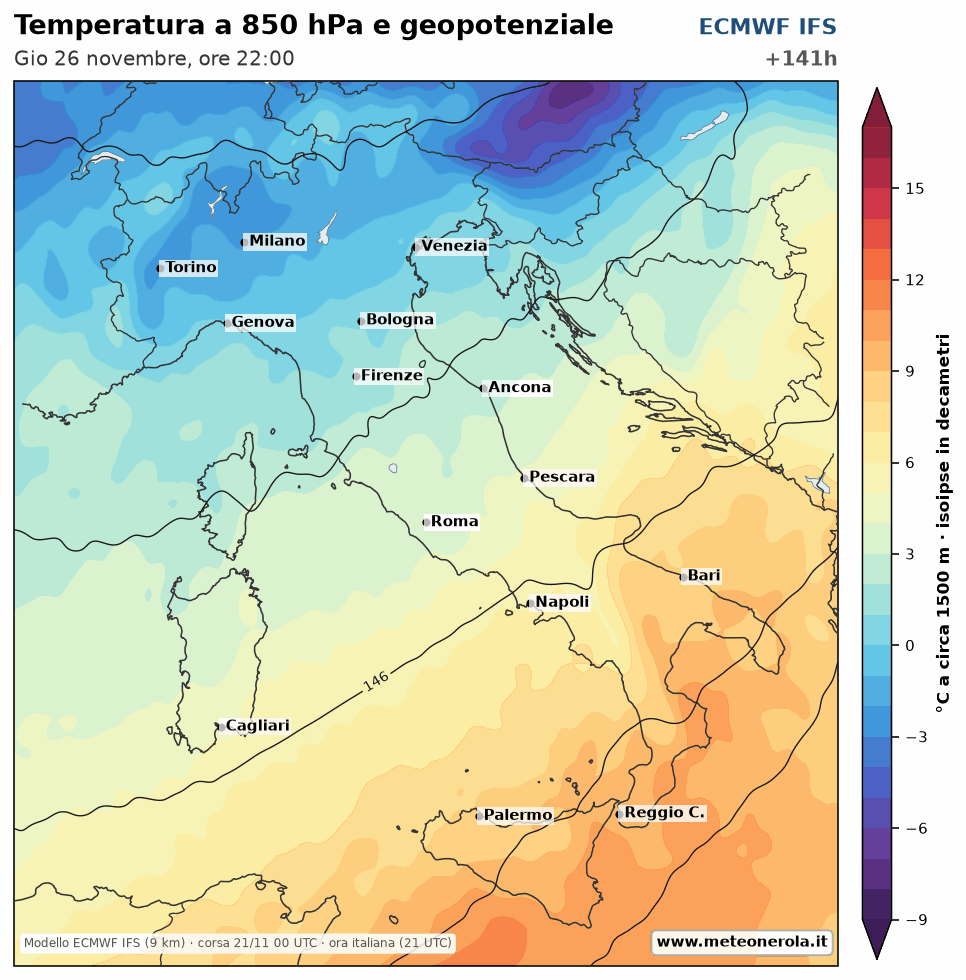 Temperatura a 850 hPa e geopotenziale
ECMWF IFS
Gio 26 novembre, ore 22:00
+141h
Milano
Venezia
Torino
Genova
Bologna
Firenze
Ancona
Pescara
Roma
Bari
Napoli
146
Cagliari
Palermo
Reggio C.
15
12
9
6
3
0
−3
−6
−9
°C a circa 1500 m · isoipse in decametri
Modello ECMWF IFS (9 km) · corsa 21/11 00 UTC · ora italiana (21 UTC)
www.meteonerola.it